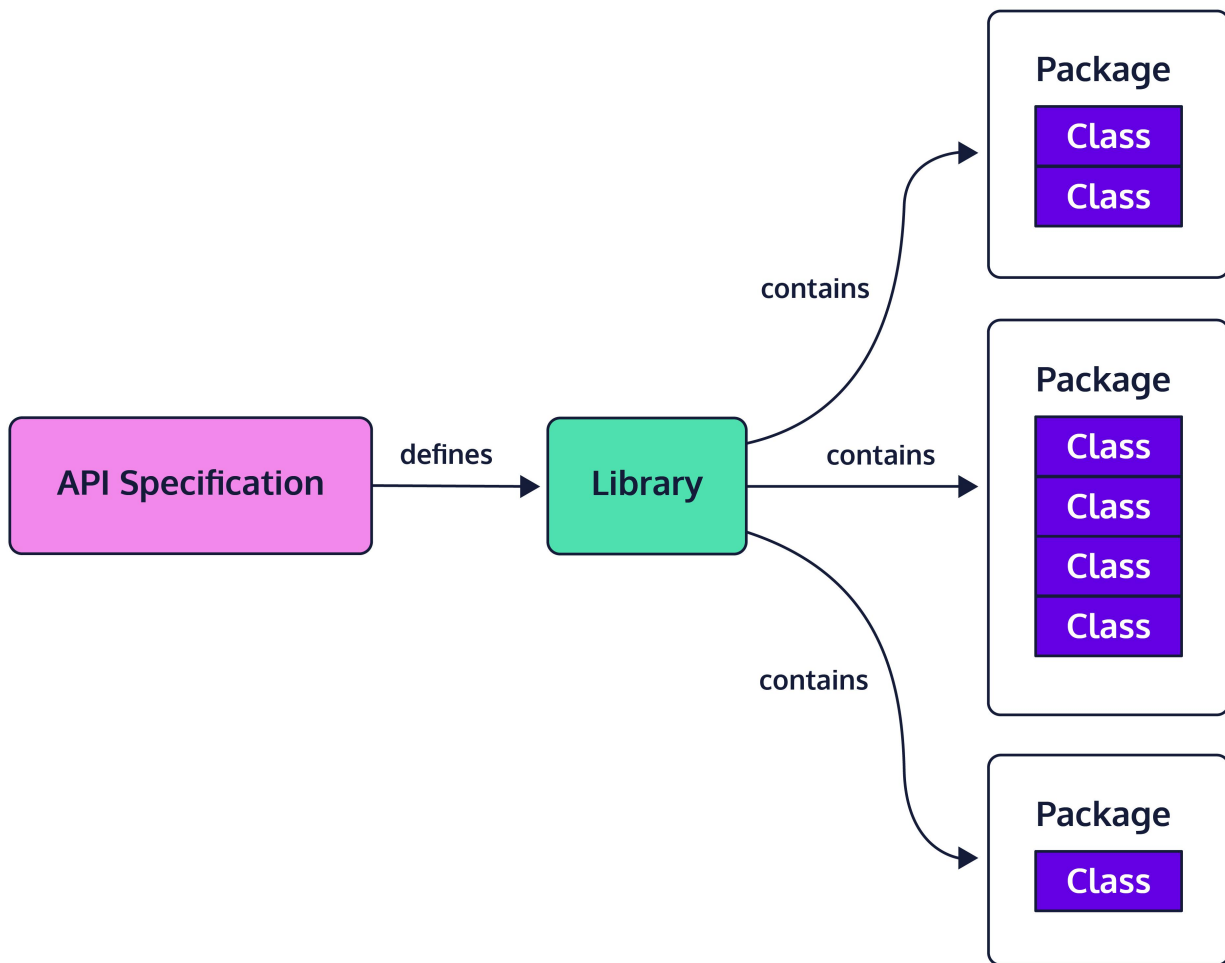 Package
Class
Class
contains
API Specification
defines
Library
contains
Package
Class
Class
Class
Class
contains
Package
Class